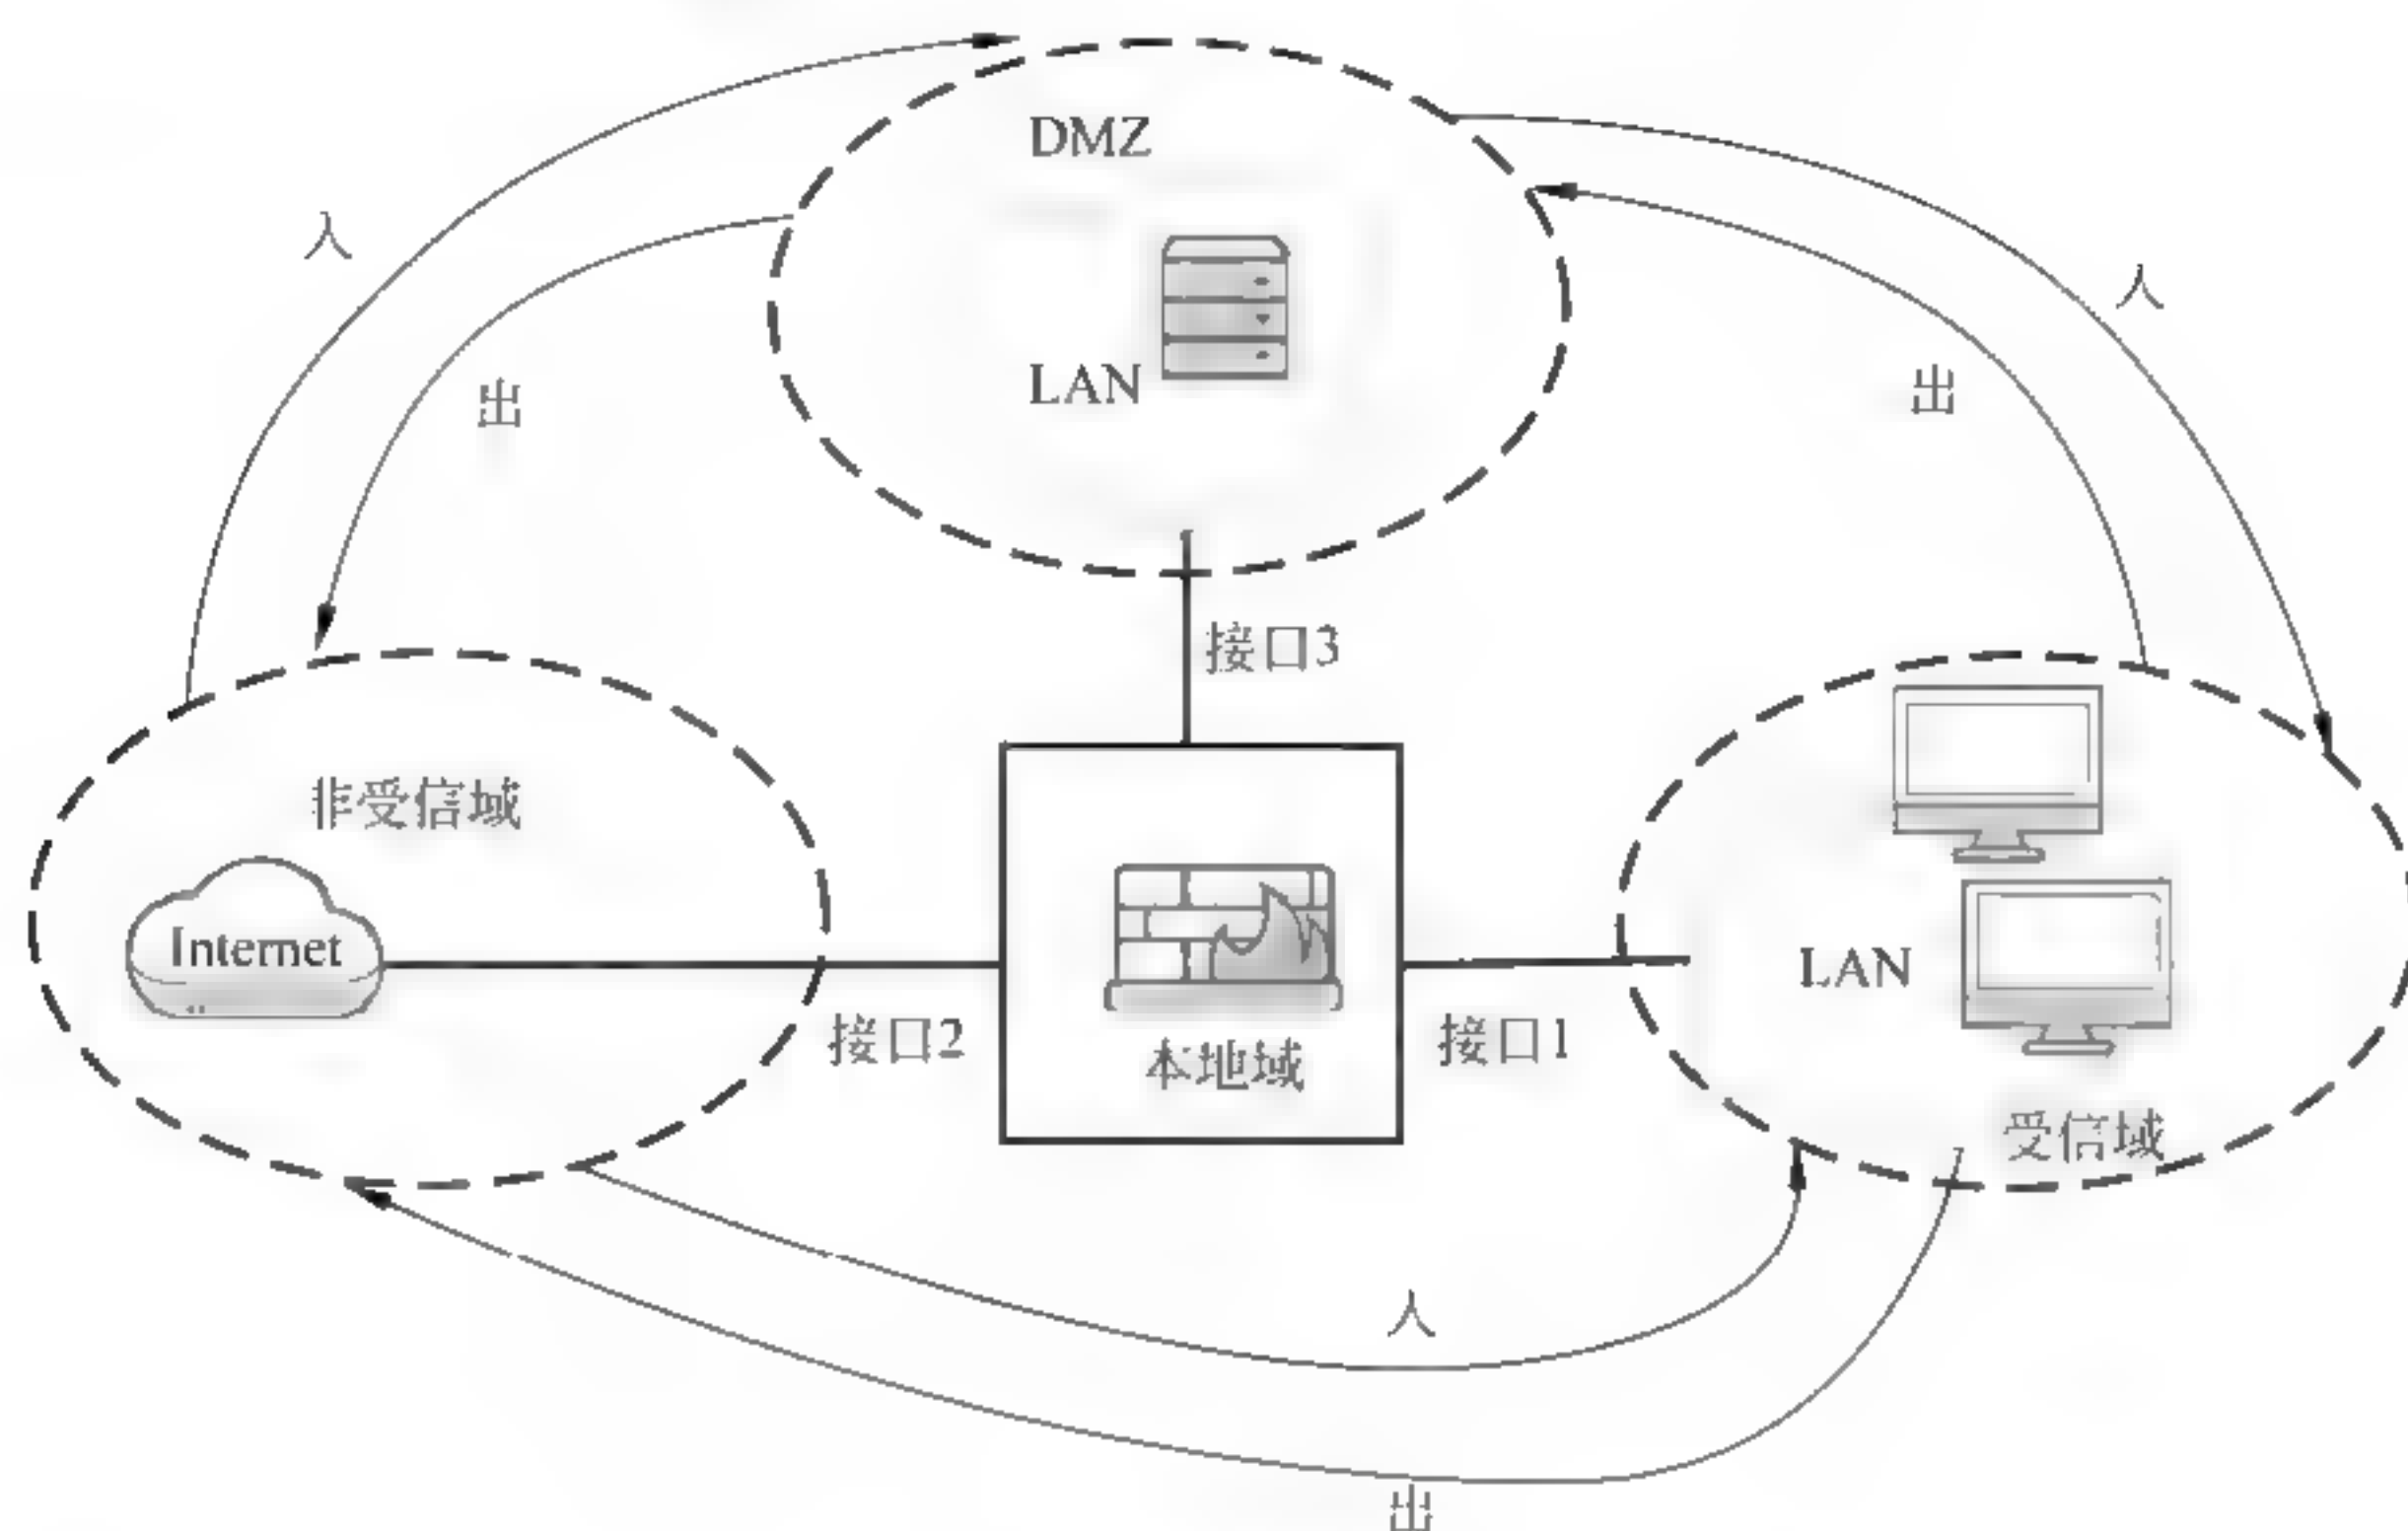 DMZ
入
入
LAN
出
出
接口3
非受信域
Internet
LAN
接口2
接口1
本地域
受信域
入
出